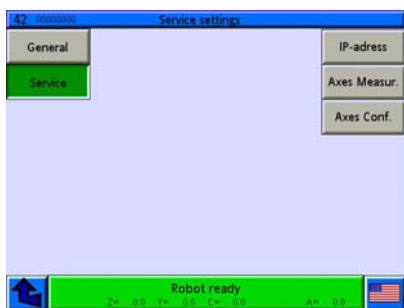 42 00000000 Service settings
General
Service
IP-adress
Axes Measur.
Axes Conf.
Robot ready
Z= 0.0 Y= 0.0 C= 0.0 A= 0.0